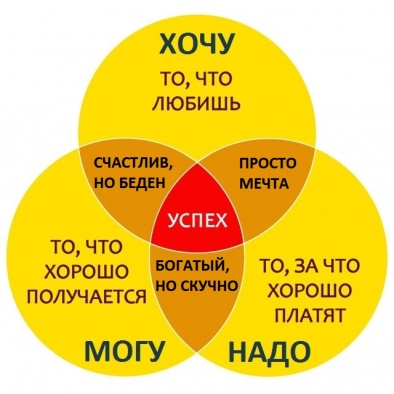 ХОЧУ
ТО, ЧТО
ЛЮБИШЬ
СЧАСТЛИВ,
НО БЕДЕН
ПРОСТО
МЕЧТА
УСПЕХ
ТО, ЧТО
ХОРОШО
ПОЛУЧАЕТСЯ
БОГАТЫЙ,
НО СКУЧНО
ТО, ЗА ЧТО
ХОРОШО
ПЛАТЯТ
МОГУ
НАДО